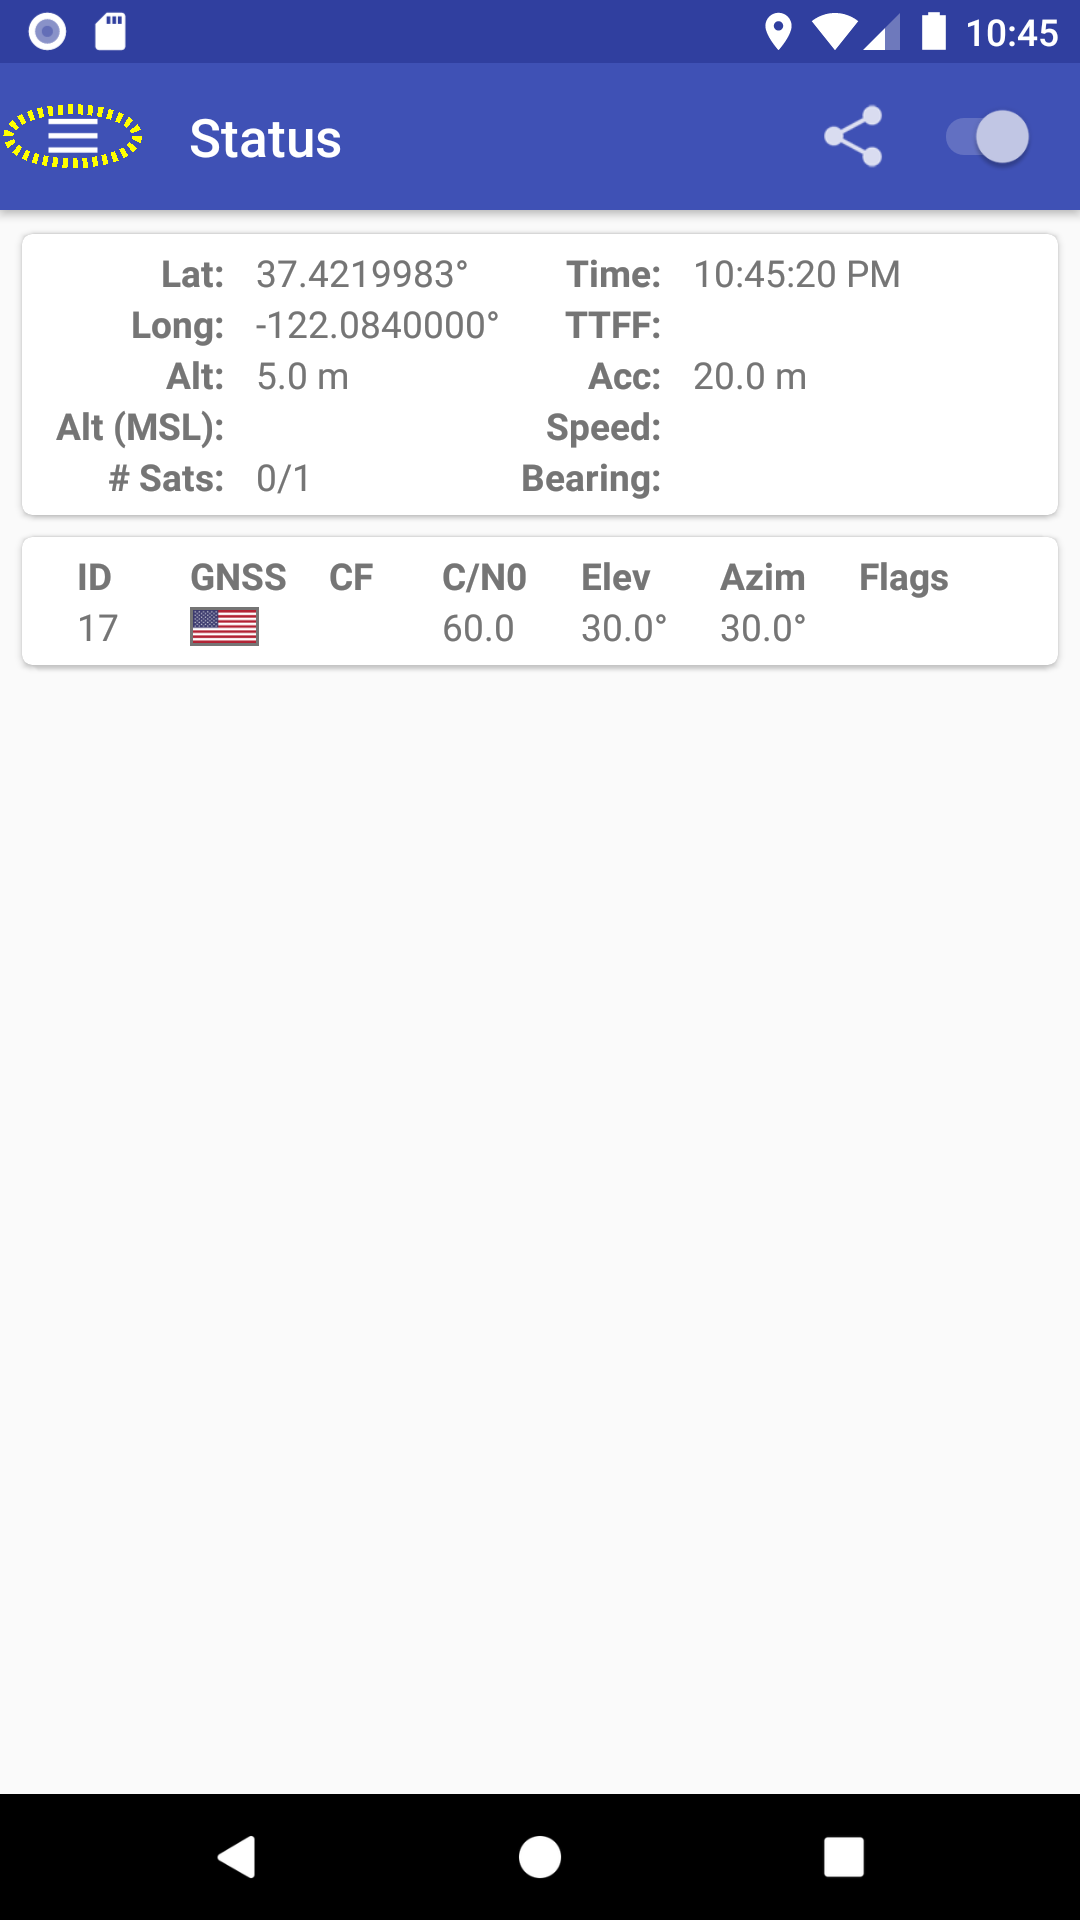 10:45
Status
Lat: 37.4219983° Time: 10:45:20 PM
Long: -122.0840000° TTFF:
Alt: 5.0 m Acc: 20.0 m
Alt (MSL): Speed:
# Sats: 0/1 Bearing:
ID GNSS CF C/N0 Elev Azim Flags
17 60.0 30.0° 30.0°